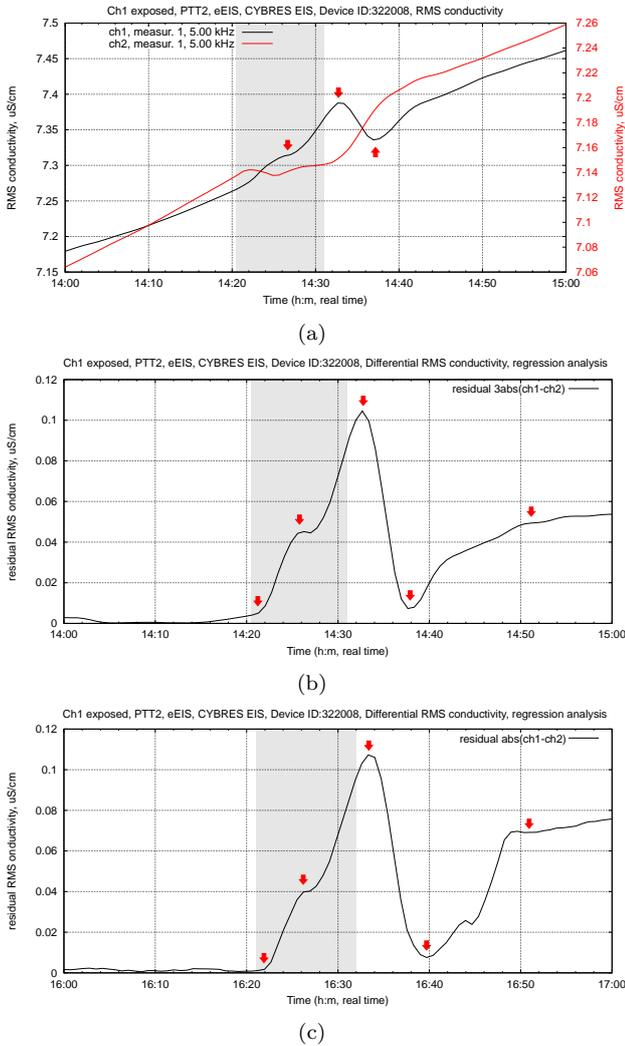 Ch1 exposed, PTT2, eEIS, CYBRES EIS, Device ID:322008, RMS conductivity
ch1, measur. 1, 5.00 kHz
ch2, measur. 1, 5.00 kHz
RMS conductivity, uS/cm
7.5
7.45
7.4
7.35
7.3
7.25
7.2
7.15
7.26
7.24
7.22
7.2
7.18
7.16
7.14
7.12
7.1
7.08
7.06
RMS conductivity, uS/cm
14:00 14:10 14:20 14:30 14:40 14:50 15:00
Time (h:m, real time)
(a)
Ch1 exposed, PTT2, eEIS, CYBRES EIS, Device ID:322008, Differential RMS conductivity, regression analysis
residual 3abs(ch1-ch2)
residual RMS onductivity, uS/cm
0.12
0.1
0.08
0.06
0.04
0.02
0
14:00 14:10 14:20 14:30 14:40 14:50 15:00
Time (h:m, real time)
(b)
Ch1 exposed, PTT2, eEIS, CYBRES EIS, Device ID:322008, Differential RMS conductivity, regression analysis
residual abs(ch1-ch2)
residual RMS onductivity, uS/cm
0.12
0.1
0.08
0.06
0.04
0.02
0
16:00 16:10 16:20 16:30 16:40 16:50 17:00
Time (h:m, real time)
(c)